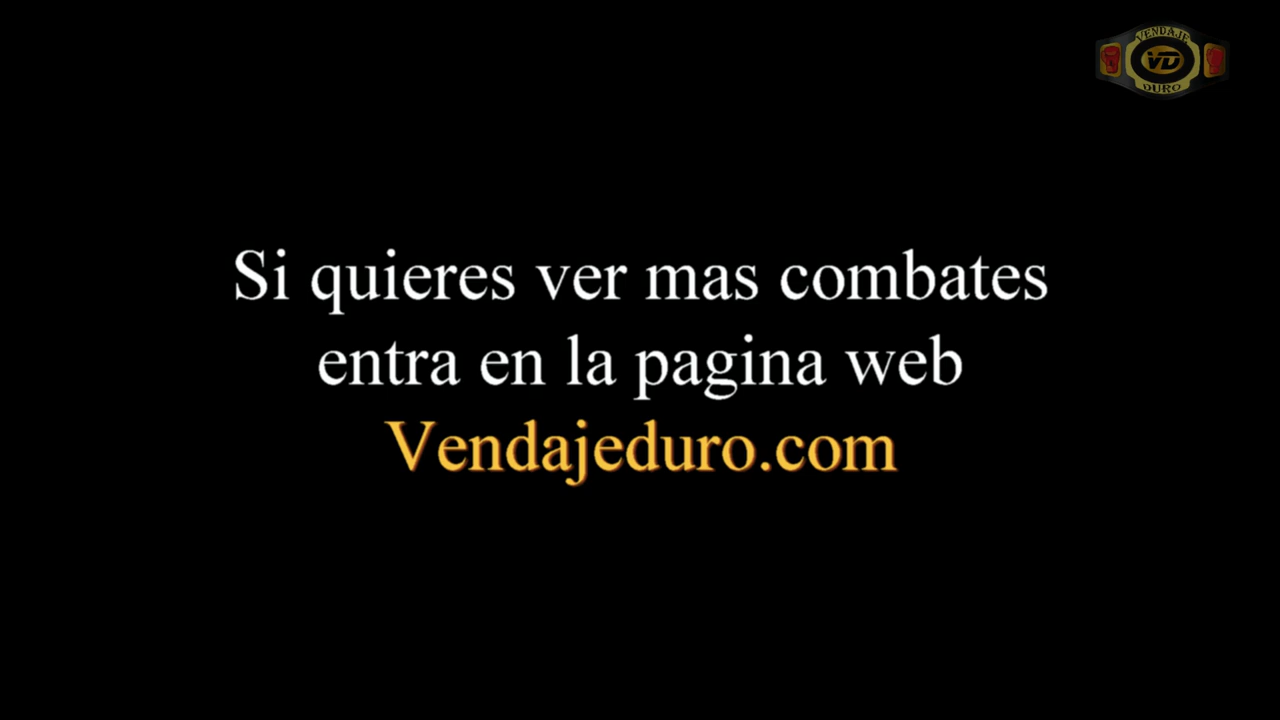 VENDAJE
VD
DURO
Si quieres ver mas combates
entra en la pagina web
Vendajeduro.com